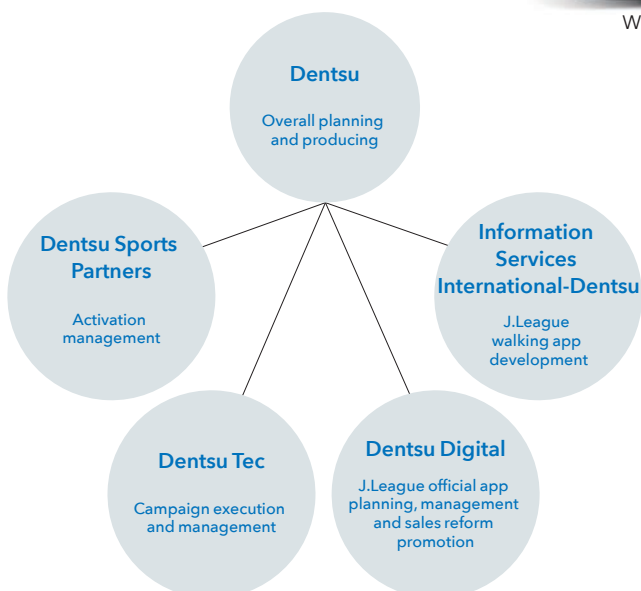 W
Dentsu
Overall planning
and producing
Dentsu Sports
Partners
Activation
management
Information
Services
International-Dentsu
J.League
walking app
development
Dentsu Tec
Campaign execution
and management
Dentsu Digital
J.League official app
planning, management
and sales reform
promotion